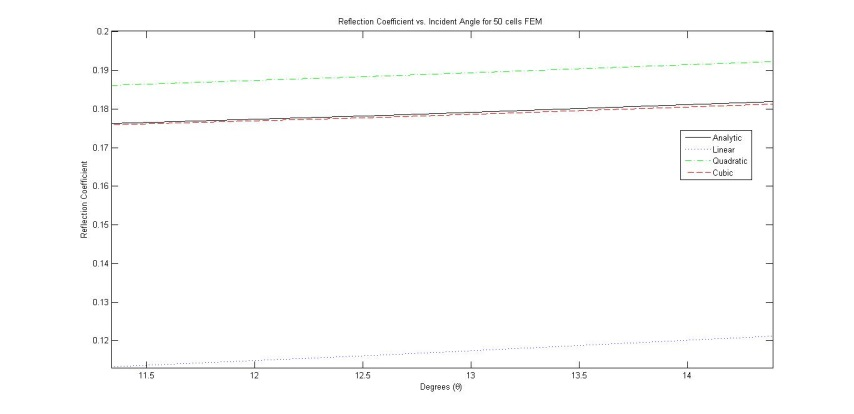 Reflection Coefficient vs. Incident Angle for 50 cells FEM
0.2
0.19
0.18
0.17
0.16
0.15
0.14
0.13
0.12
Reflection Coefficient
Analytic
Linear
Quadratic
Cubic
11.5 12 12.5 13 13.5 14
Degrees (θ)